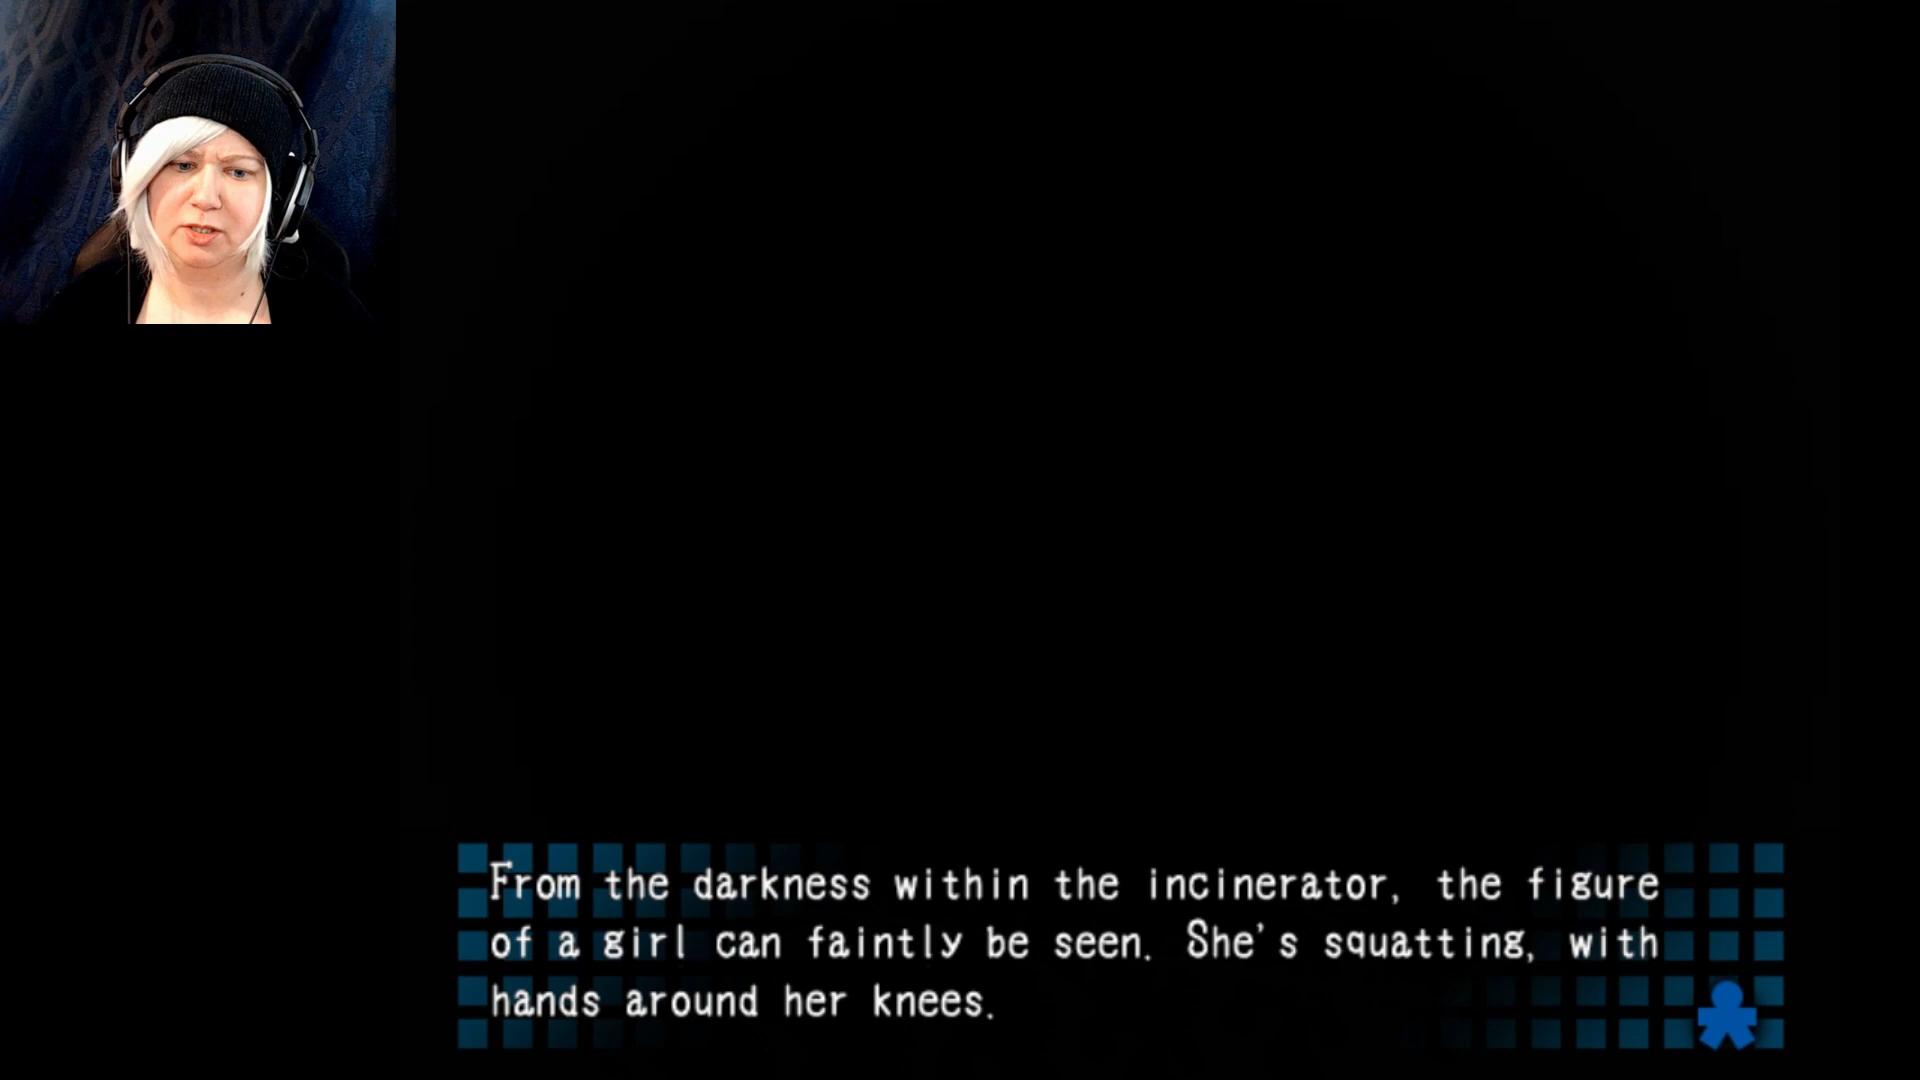 From the darkness within the incinerator, the figure
of a girl can faintly be seen. She's squatting, with
hands around her knees.